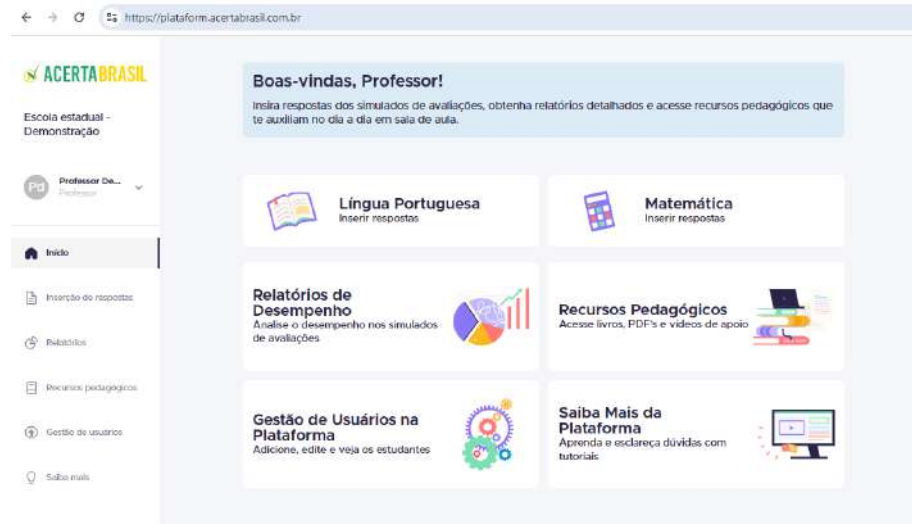 https://plataform.acertabrasil.com.br
ACERTABRASIL
Escola estadual -
Demonstração
Pd
Professor De...
Professor
Início
Inserção de respostas
Relatórios
Recursos pedagógicos
Gestão de usuários
Saiba mais
Boas-vindas, Professor!
Insira respostas dos simulados de avaliações, obtenha relatórios detalhados e acesse recursos pedagógicos que
te auxiliam no dia a dia em sala de aula.
Língua Portuguesa
Inserir respostas
Matemática
Inserir respostas
Relatórios de
Desempenho
Analise o desempenho nos simulados
de avaliações
Recursos Pedagógicos
Acesse livros, PDF's e vídeos de apoio
Gestão de Usuários na
Plataforma
Adicione, edite e veja os estudantes
Saiba Mais da
Plataforma
Aprenda e esclareça dúvidas com
tutoriais